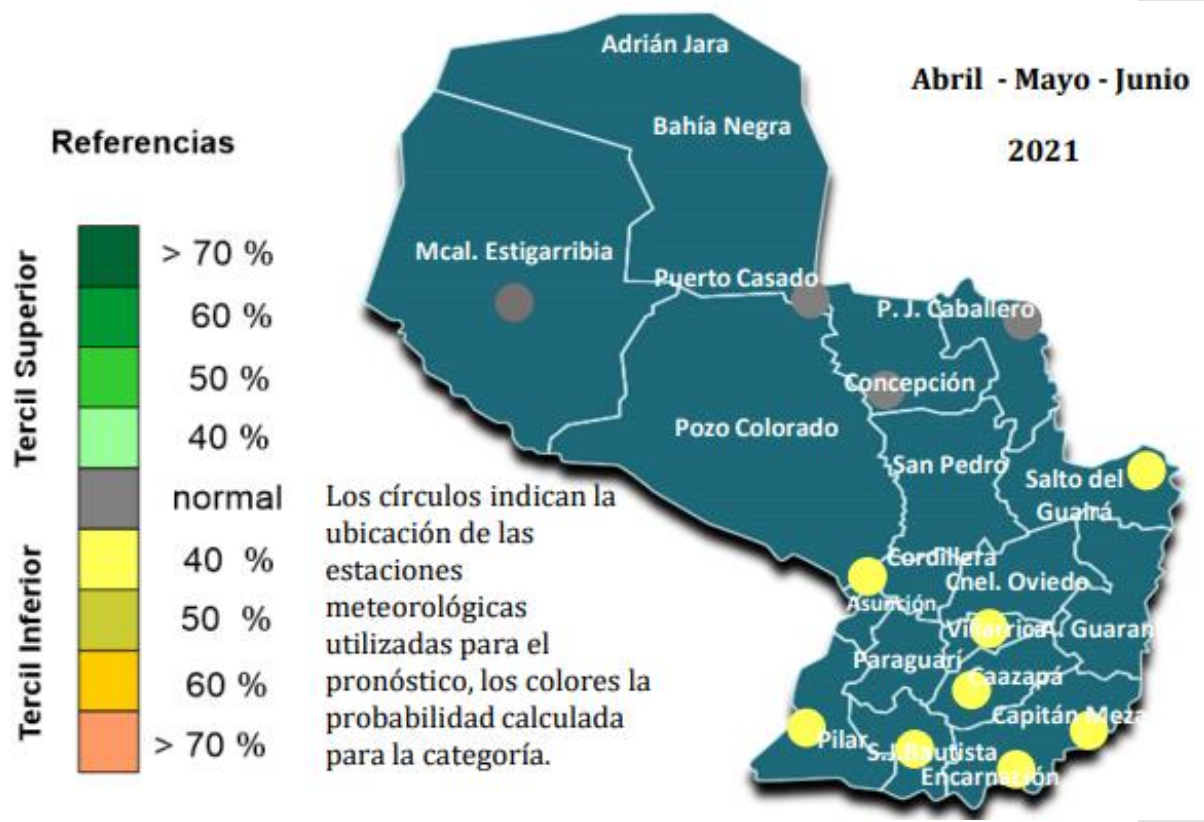 Abril - Mayo - Junio
2021
Referencias
Tercil Superior
> 70 %
60 %
50 %
40 %
normal
Tercil Inferior
40 %
50 %
60 %
> 70 %
Los círculos indican la
ubicación de las
estaciones
meteorológicas
utilizadas para el
pronóstico, los colores la
probabilidad calculada
para la categoría.
Adrián Jara
Bahía Negra
Mcal. Estigarribia
Puerto Casado
P. J. Caballero
Concepción
Pozo Colorado
San Pedro
Salto del
Guairá
Cordillera
Cnel. Oviedo
Asunción
Villarrica
A. Guaran
Paraguarí
Caazapá
Capitán Meza
Pilar
S.J.Bautista
Encarnación